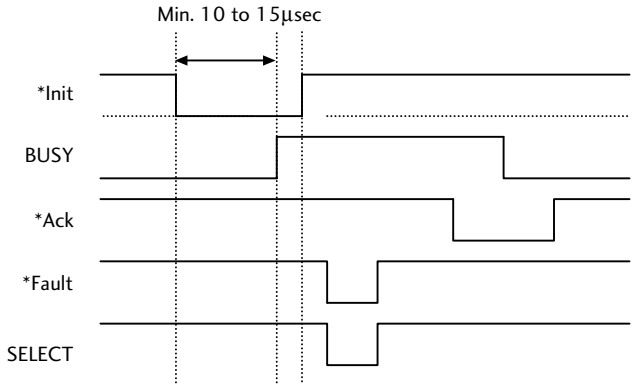 Min. 10 to 15μsec
*Init
BUSY
*Ack
*Fault
SELECT